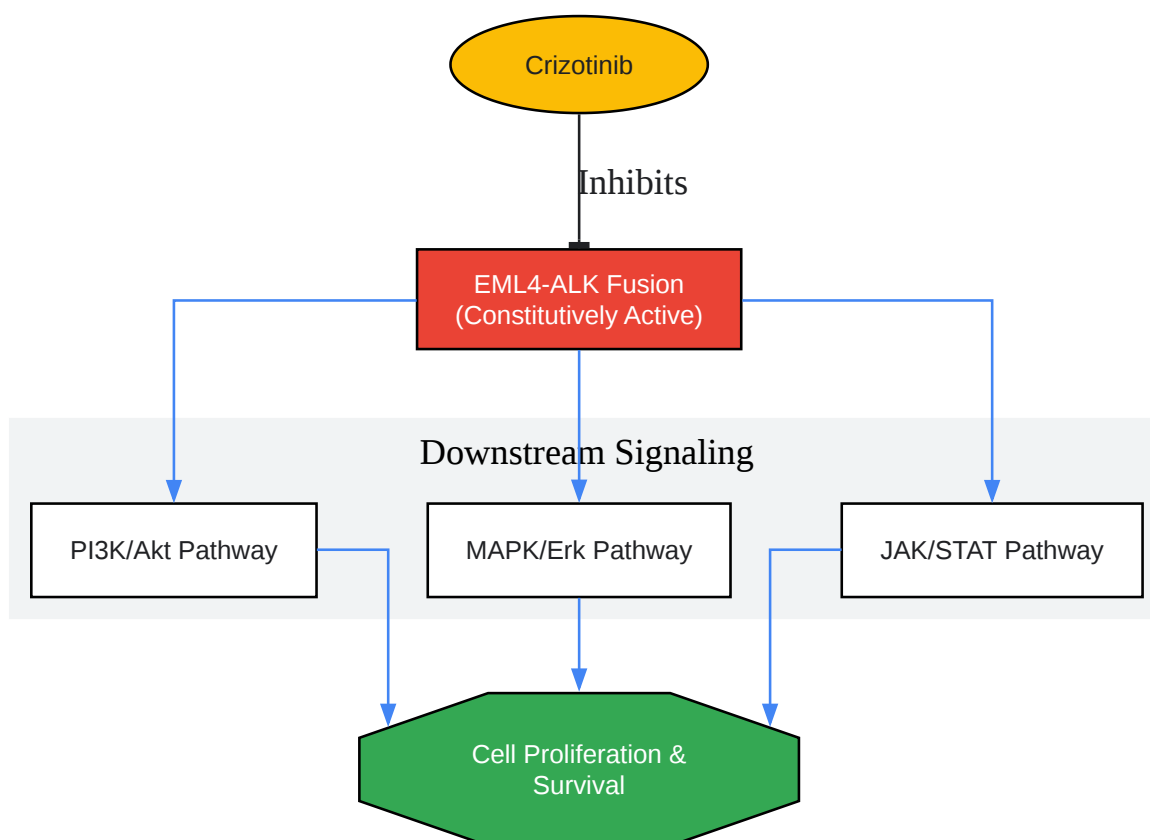 Crizotinib
Inhibits
EML4-ALK Fusion
(Constitutively Active)
Downstream Signaling
PI3K/Akt Pathway
MAPK/Erk Pathway
JAK/STAT Pathway
Cell Proliferation &
Survival